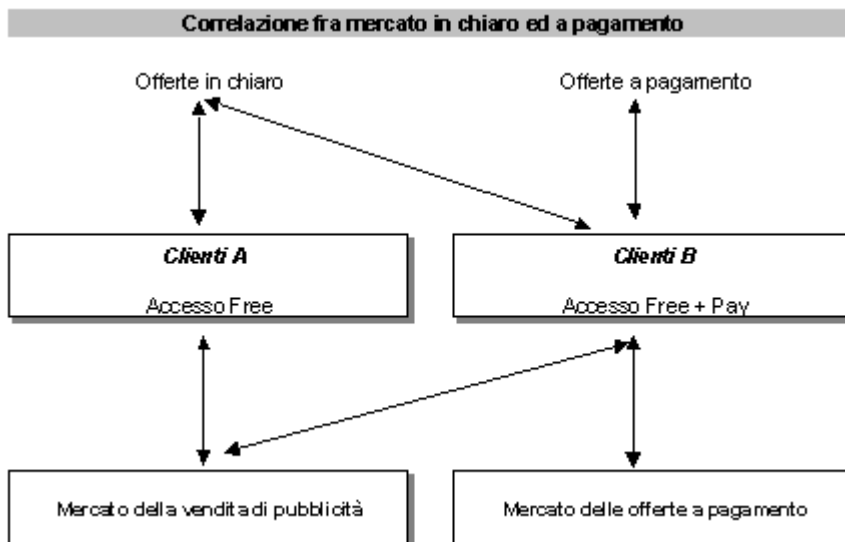 Correlazione fra mercato in chiaro ed a pagamento
Offerte in chiaro
Offerte a pagamento
Clienti A
Accesso Free
Clienti B
Accesso Free + Pay
Mercato della vendita di pubblicità
Mercato delle offerte a pagamento